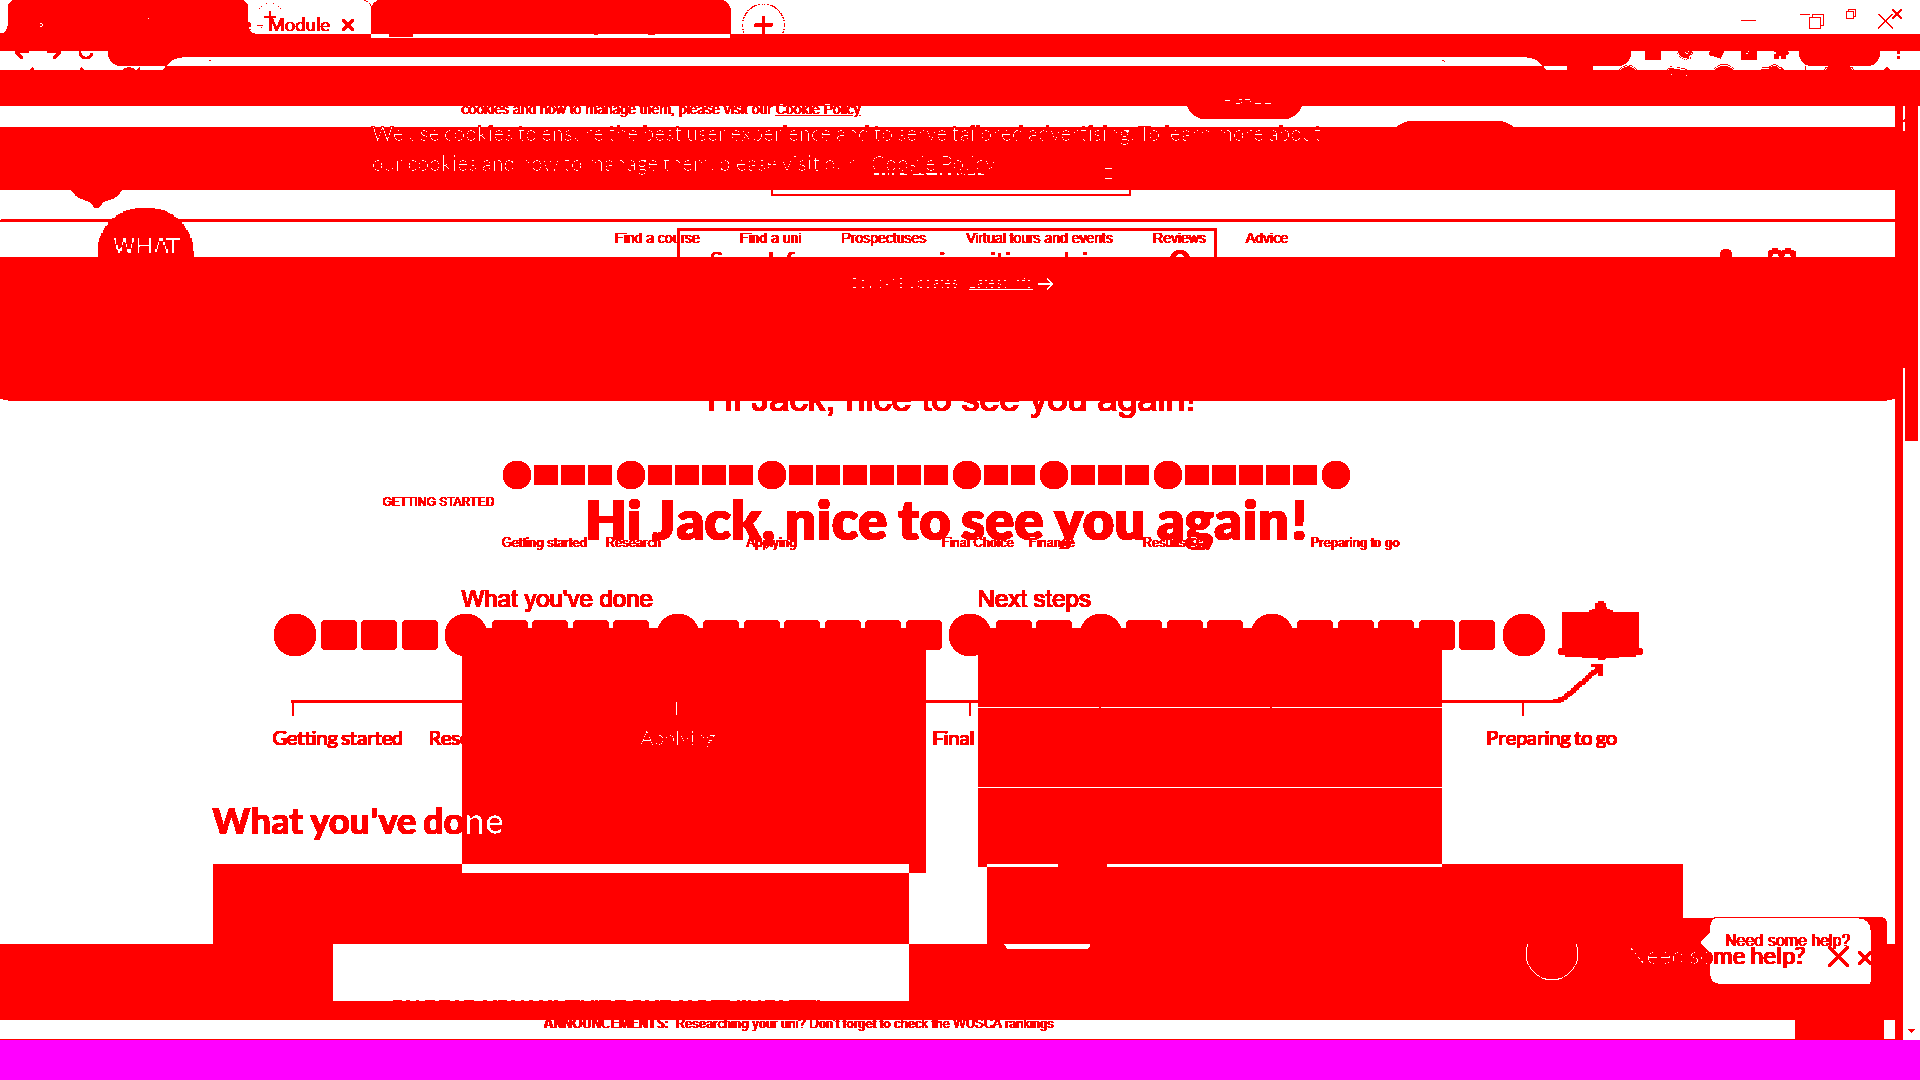 - Module
cookies and how to manage them, please visit our Cookie Policy
We use cookies to ensure the best user experience and to serve tailored advertising. To learn more about
our cookies and how to manage them please visit our Cookie Policy
WHAT
Find a course Find a uni Prospectuses Virtual tours and events Reviews Advice
Latest info
Hi Jack, nice to see you again!
GETTING STARTED
Hi Jack, nice to see you again!
Getting started Research Applying Final Choice Finance Preparing to go
What you've done Next steps
Getting started Applying Final Preparing to go
What you've done
Need some help?
Need some help?
ANNOUNCEMENTS: Researching your uni? Don't forget to check the WUSCA rankings